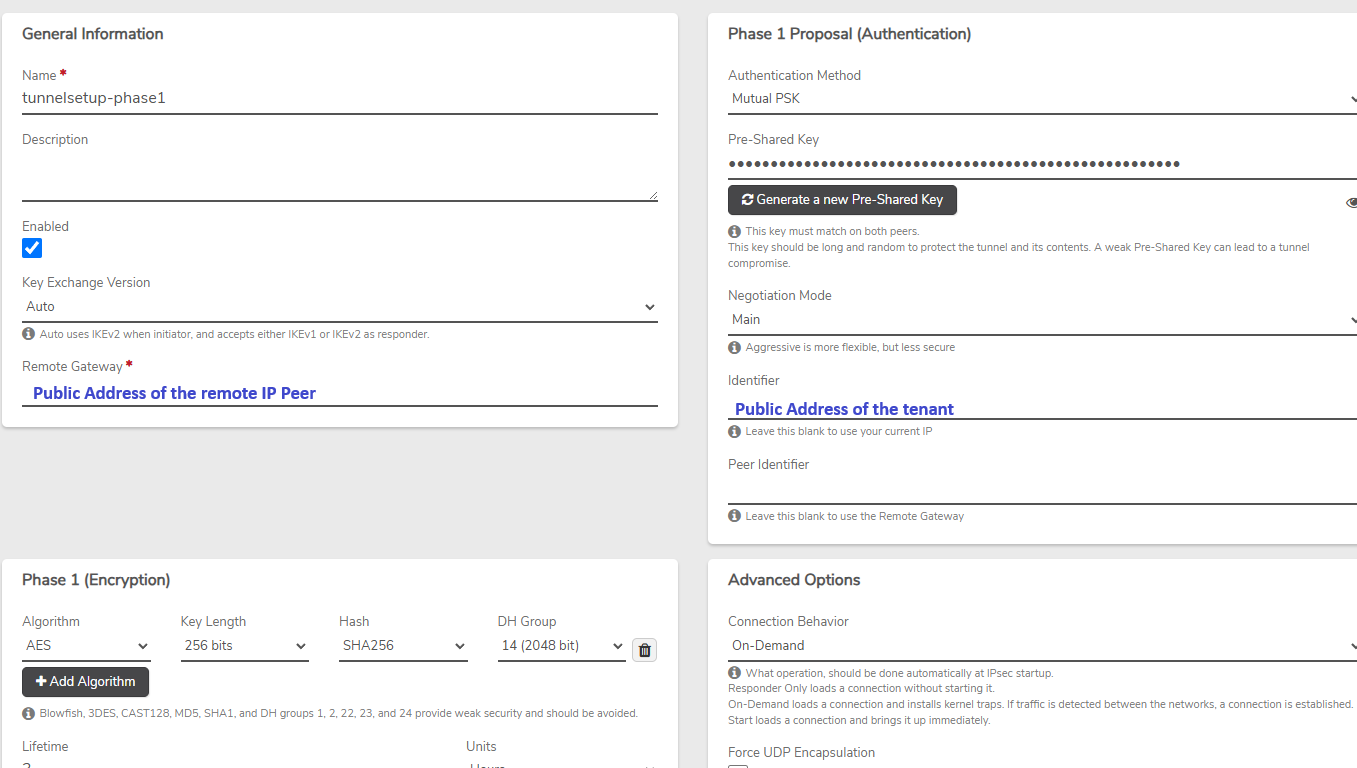 General Information
Name *
tunnelsetup-phase1
Description
Enabled
Key Exchange Version
Auto
Auto uses IKEv2 when initiator, and accepts either IKEv1 or IKEv2 as responder.
Remote Gateway *
Public Address of the remote IP Peer
Phase 1 Proposal (Authentication)
Authentication Method
Mutual PSK
Pre-Shared Key
Generate a new Pre-Shared Key
This key must match on both peers.
This key should be long and random to protect the tunnel and its contents. A weak Pre-Shared Key can lead to a tunnel
compromise.
Negotiation Mode
Main
Aggressive is more flexible, but less secure
Identifier
Public Address of the tenant
Leave this blank to use your current IP
Peer Identifier
Leave this blank to use the Remote Gateway
Phase 1 (Encryption)
Algorithm Key Length Hash DH Group
AES 256 bits SHA256 14 (2048 bit)
+ Add Algorithm
Blowfish, 3DES, CAST128, MD5, SHA1, and DH groups 1, 2, 22, 23, and 24 provide weak security and should be avoided.
Lifetime Units
Hours
Advanced Options
Connection Behavior
On-Demand
What operation, should be done automatically at IPsec startup.
Responder Only loads a connection without starting it.
On-Demand loads a connection and installs kernel traps. If traffic is detected between the networks, a connection is established.
Start loads a connection and brings it up immediately.
Force UDP Encapsulation